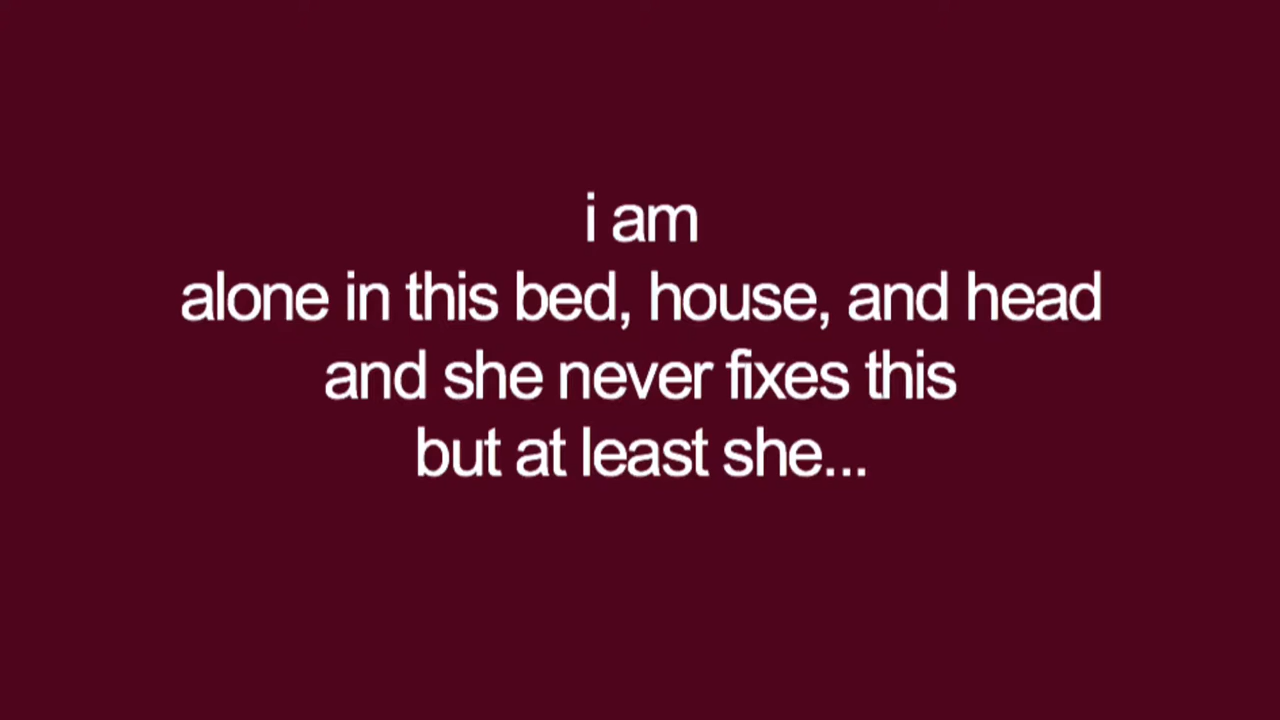 i am
alone in this bed, house, and head
and she never fixes this
but at least she...